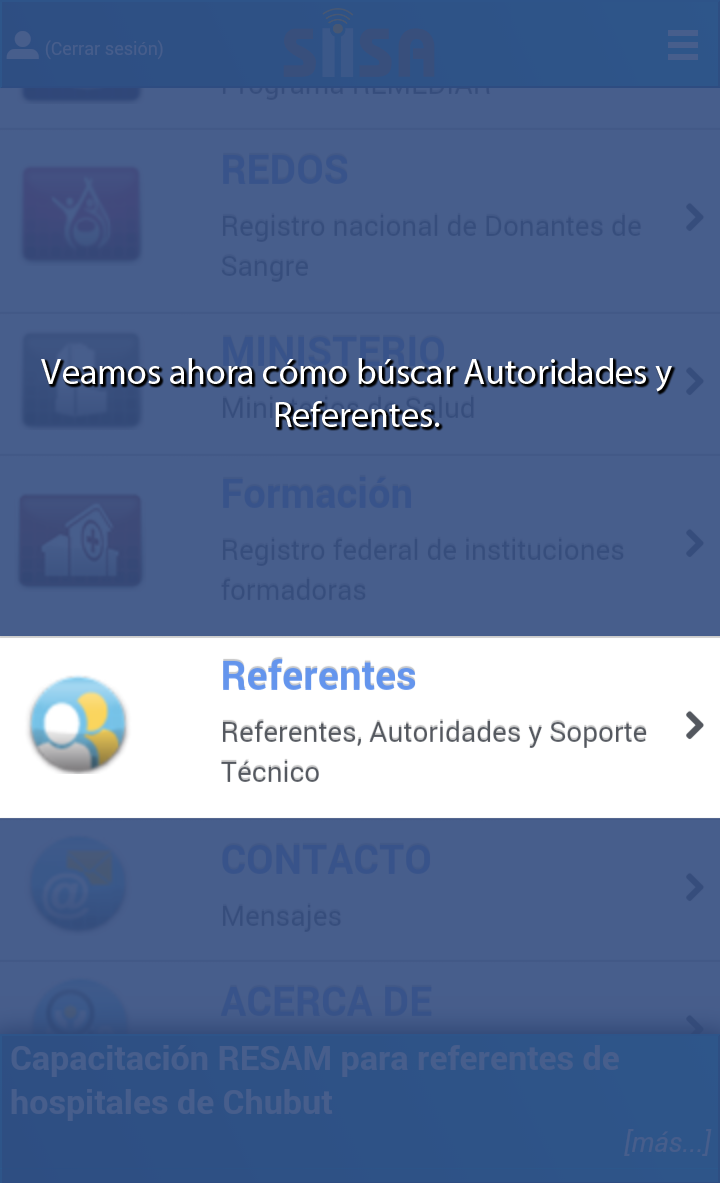 (Cerrar sesión)
SIISA
Programa REMEDIAR
REDOS
Registro nacional de Donantes de
Sangre
MINISTERIO
Veamos ahora cómo búscar Autoridades y
Ministerios de Salud
Referentes.
Formación
Registro federal de instituciones
formadoras
Referentes
Referentes, Autoridades y Soporte
Técnico
CONTACTO
Mensajes
ACERCA DE
Capacitación RESAM para referentes de
hospitales de Chubut
[más...]